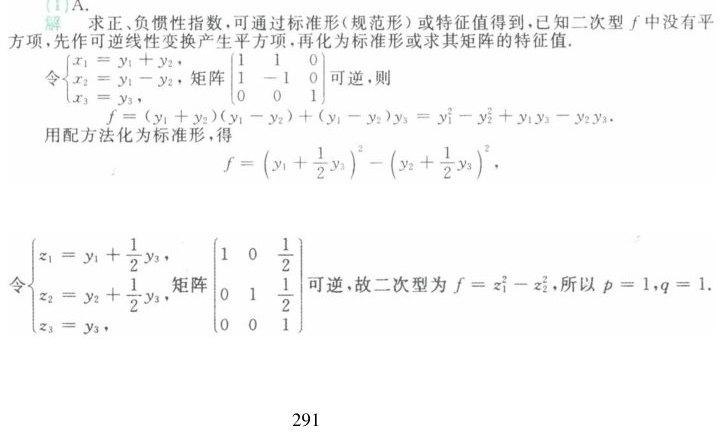 (1)A.
解 求正、负惯性指数,可通过标准形(规范形)或特征值得到,已知二次型 f 中没有平
方项,先作可逆线性变换产生平方项,再化为标准形或求其矩阵的特征值.
令{x₁ = y₁ + y₂, x₂ = y₁ - y₂, x₃ = y₃, 矩阵 [1 1 0; 1 -1 0; 0 0 1] 可逆,则
f = (y₁ + y₂)(y₁ - y₂) + (y₁ - y₂)y₃ = y₁² - y₂² + y₁y₃ - y₂y₃.
用配方法化为标准形,得
f = (y₁ + 1/2 y₃)² - (y₂ + 1/2 y₃)²,
令{z₁ = y₁ + 1/2 y₃, z₂ = y₂ + 1/2 y₃, z₃ = y₃, 矩阵 [1 0 1/2; 0 1 1/2; 0 0 1] 可逆,故二次型为 f = z₁² - z₂²,所以 p = 1,q = 1.
291